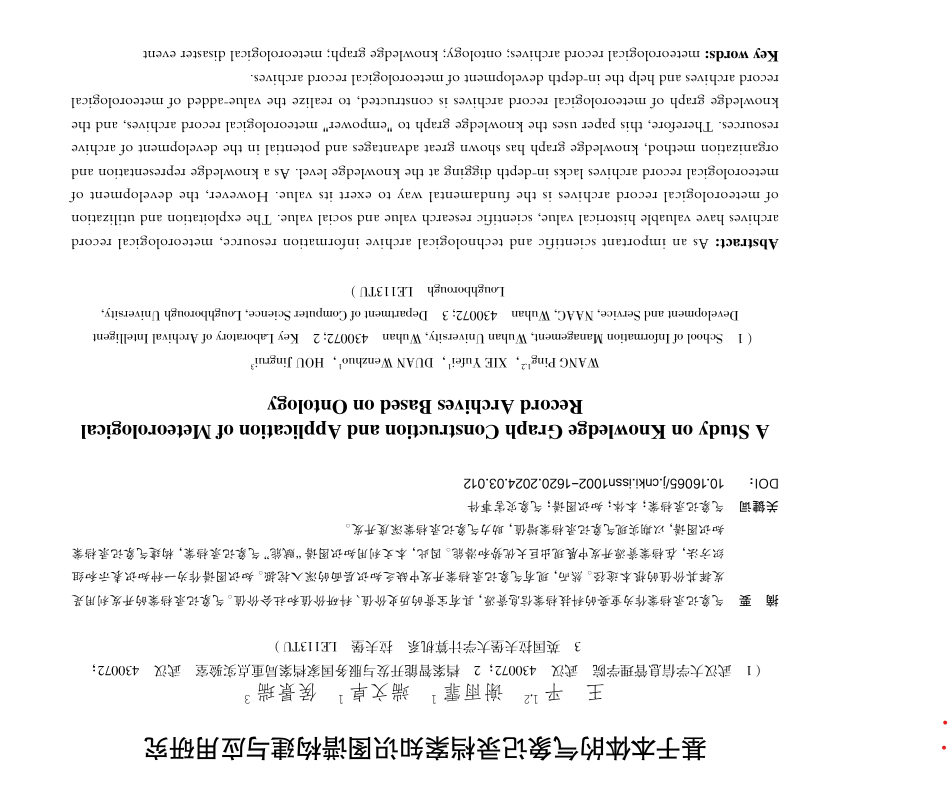 基于本体的气象记录档案知识图谱构建与应用研究
王　平 1,2 谢雨霏 1 端文卓 1 侯景瑞 3
（1 武汉大学信息管理学院 武汉 430072；2 档案智能开发与服务国家档案局重点实验室 武汉 430072；
3 英国拉夫堡大学计算机系 拉夫堡 LE113TU）
摘　要 气象记录档案作为重要的科技档案信息资源，具有宝贵的历史价值、科研价值和社会价值。气象记录档案的开发利用是
发挥其价值的根本途径。然而，现有气象记录档案开发中缺乏知识层面的深入挖掘。知识图谱作为一种知识表示和组
织方法，在档案资源开发中展现出巨大优势和潜能。因此，本文利用知识图谱“赋能”气象记录档案，构建气象记录档案
知识图谱，以期实现气象记录档案增值，助力气象记录档案深度开发。
关键词 气象记录档案；本体；知识图谱；气象灾害事件
DOI： 10.16065/j.cnki.issn1002-1620.2024.03.012
A Study on Knowledge Graph Construction and Application of Meteorological
Record Archives Based on Ontology
WANG Ping1,2, XIE Yufei1, DUAN Wenzhuo1, HOU Jingrui3
( 1 School of Information Management, Wuhan University, Wuhan 430072; 2 Key Laboratory of Archival Intelligent
Development and Service, NAAC, Wuhan 430072; 3 Department of Computer Science, Loughborough University,
Loughborough LE113TU )
Abstract: As an important scientific and technological archive information resource, meteorological record
archives have valuable historical value, scientific research value and social value. The exploitation and utilization
of meteorological record archives is the fundamental way to exert its value. However, the development of
meteorological record archives lacks in-depth digging at the knowledge level. As a knowledge representation and
organization method, knowledge graph has shown great advantages and potential in the development of archive
resources. Therefore, this paper uses the knowledge graph to "empower" meteorological record archives, and the
knowledge graph of meteorological record archives is constructed, to realize the value-added of meteorological
record archives and help the in-depth development of meteorological record archives.
Key words: meteorological record archives; ontology; knowledge graph; meteorological disaster event